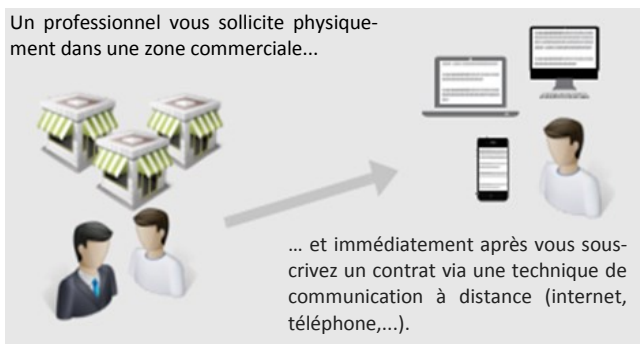 Un professionnel vous sollicite physique-
ment dans une zone commerciale...
... et immédiatement après vous sous-
crivez un contrat via une technique de
communication à distance (internet,
téléphone,...).